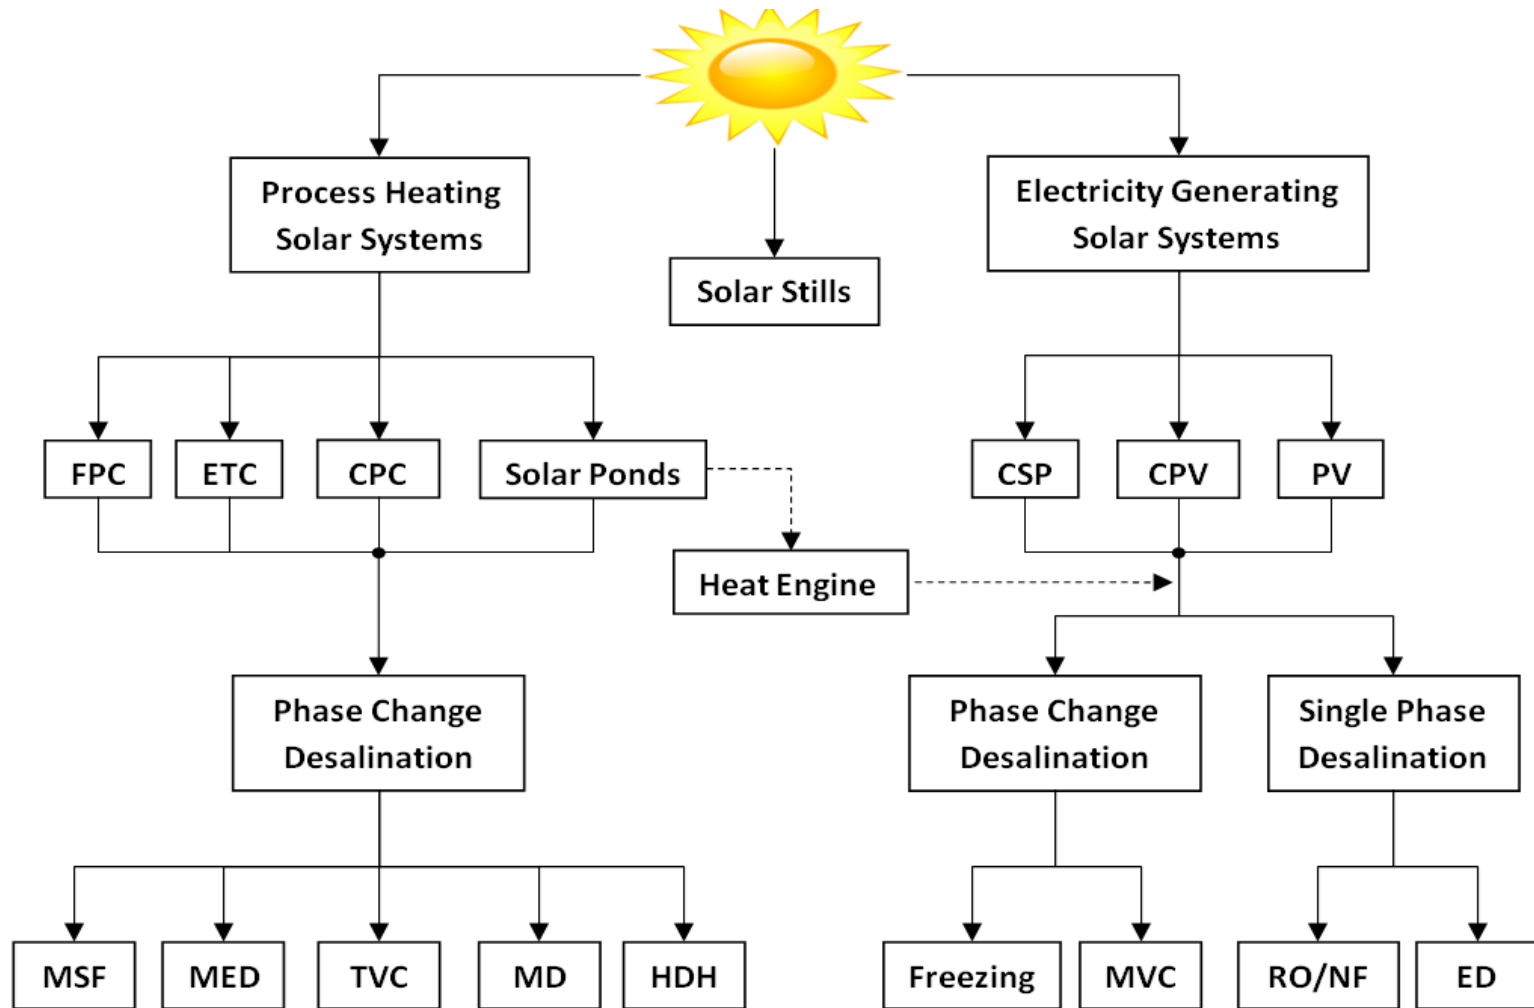 Process Heating
Solar Systems
Electricity Generating
Solar Systems
Solar Stills
FPC
ETC
CPC
Solar Ponds
CSP
CPV
PV
Heat Engine
Phase Change
Desalination
Phase Change
Desalination
Single Phase
Desalination
MSF
MED
TVC
MD
HDH
Freezing
MVC
RO/NF
ED